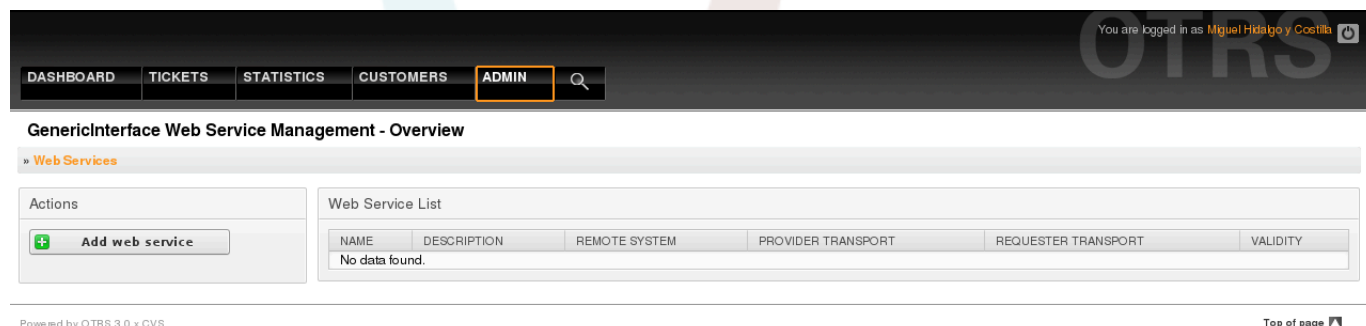 OTRS
You are logged in as Miguel Hidalgo y Costilla
DASHBOARD TICKETS STATISTICS CUSTOMERS ADMIN
GenericInterface Web Service Management - Overview
» Web Services
Actions
Add web service
Web Service List
NAME DESCRIPTION REMOTE SYSTEM PROVIDER TRANSPORT REQUESTER TRANSPORT VALIDITY
No data found.
Powered by OTRS 3.0.x CVS
Top of page